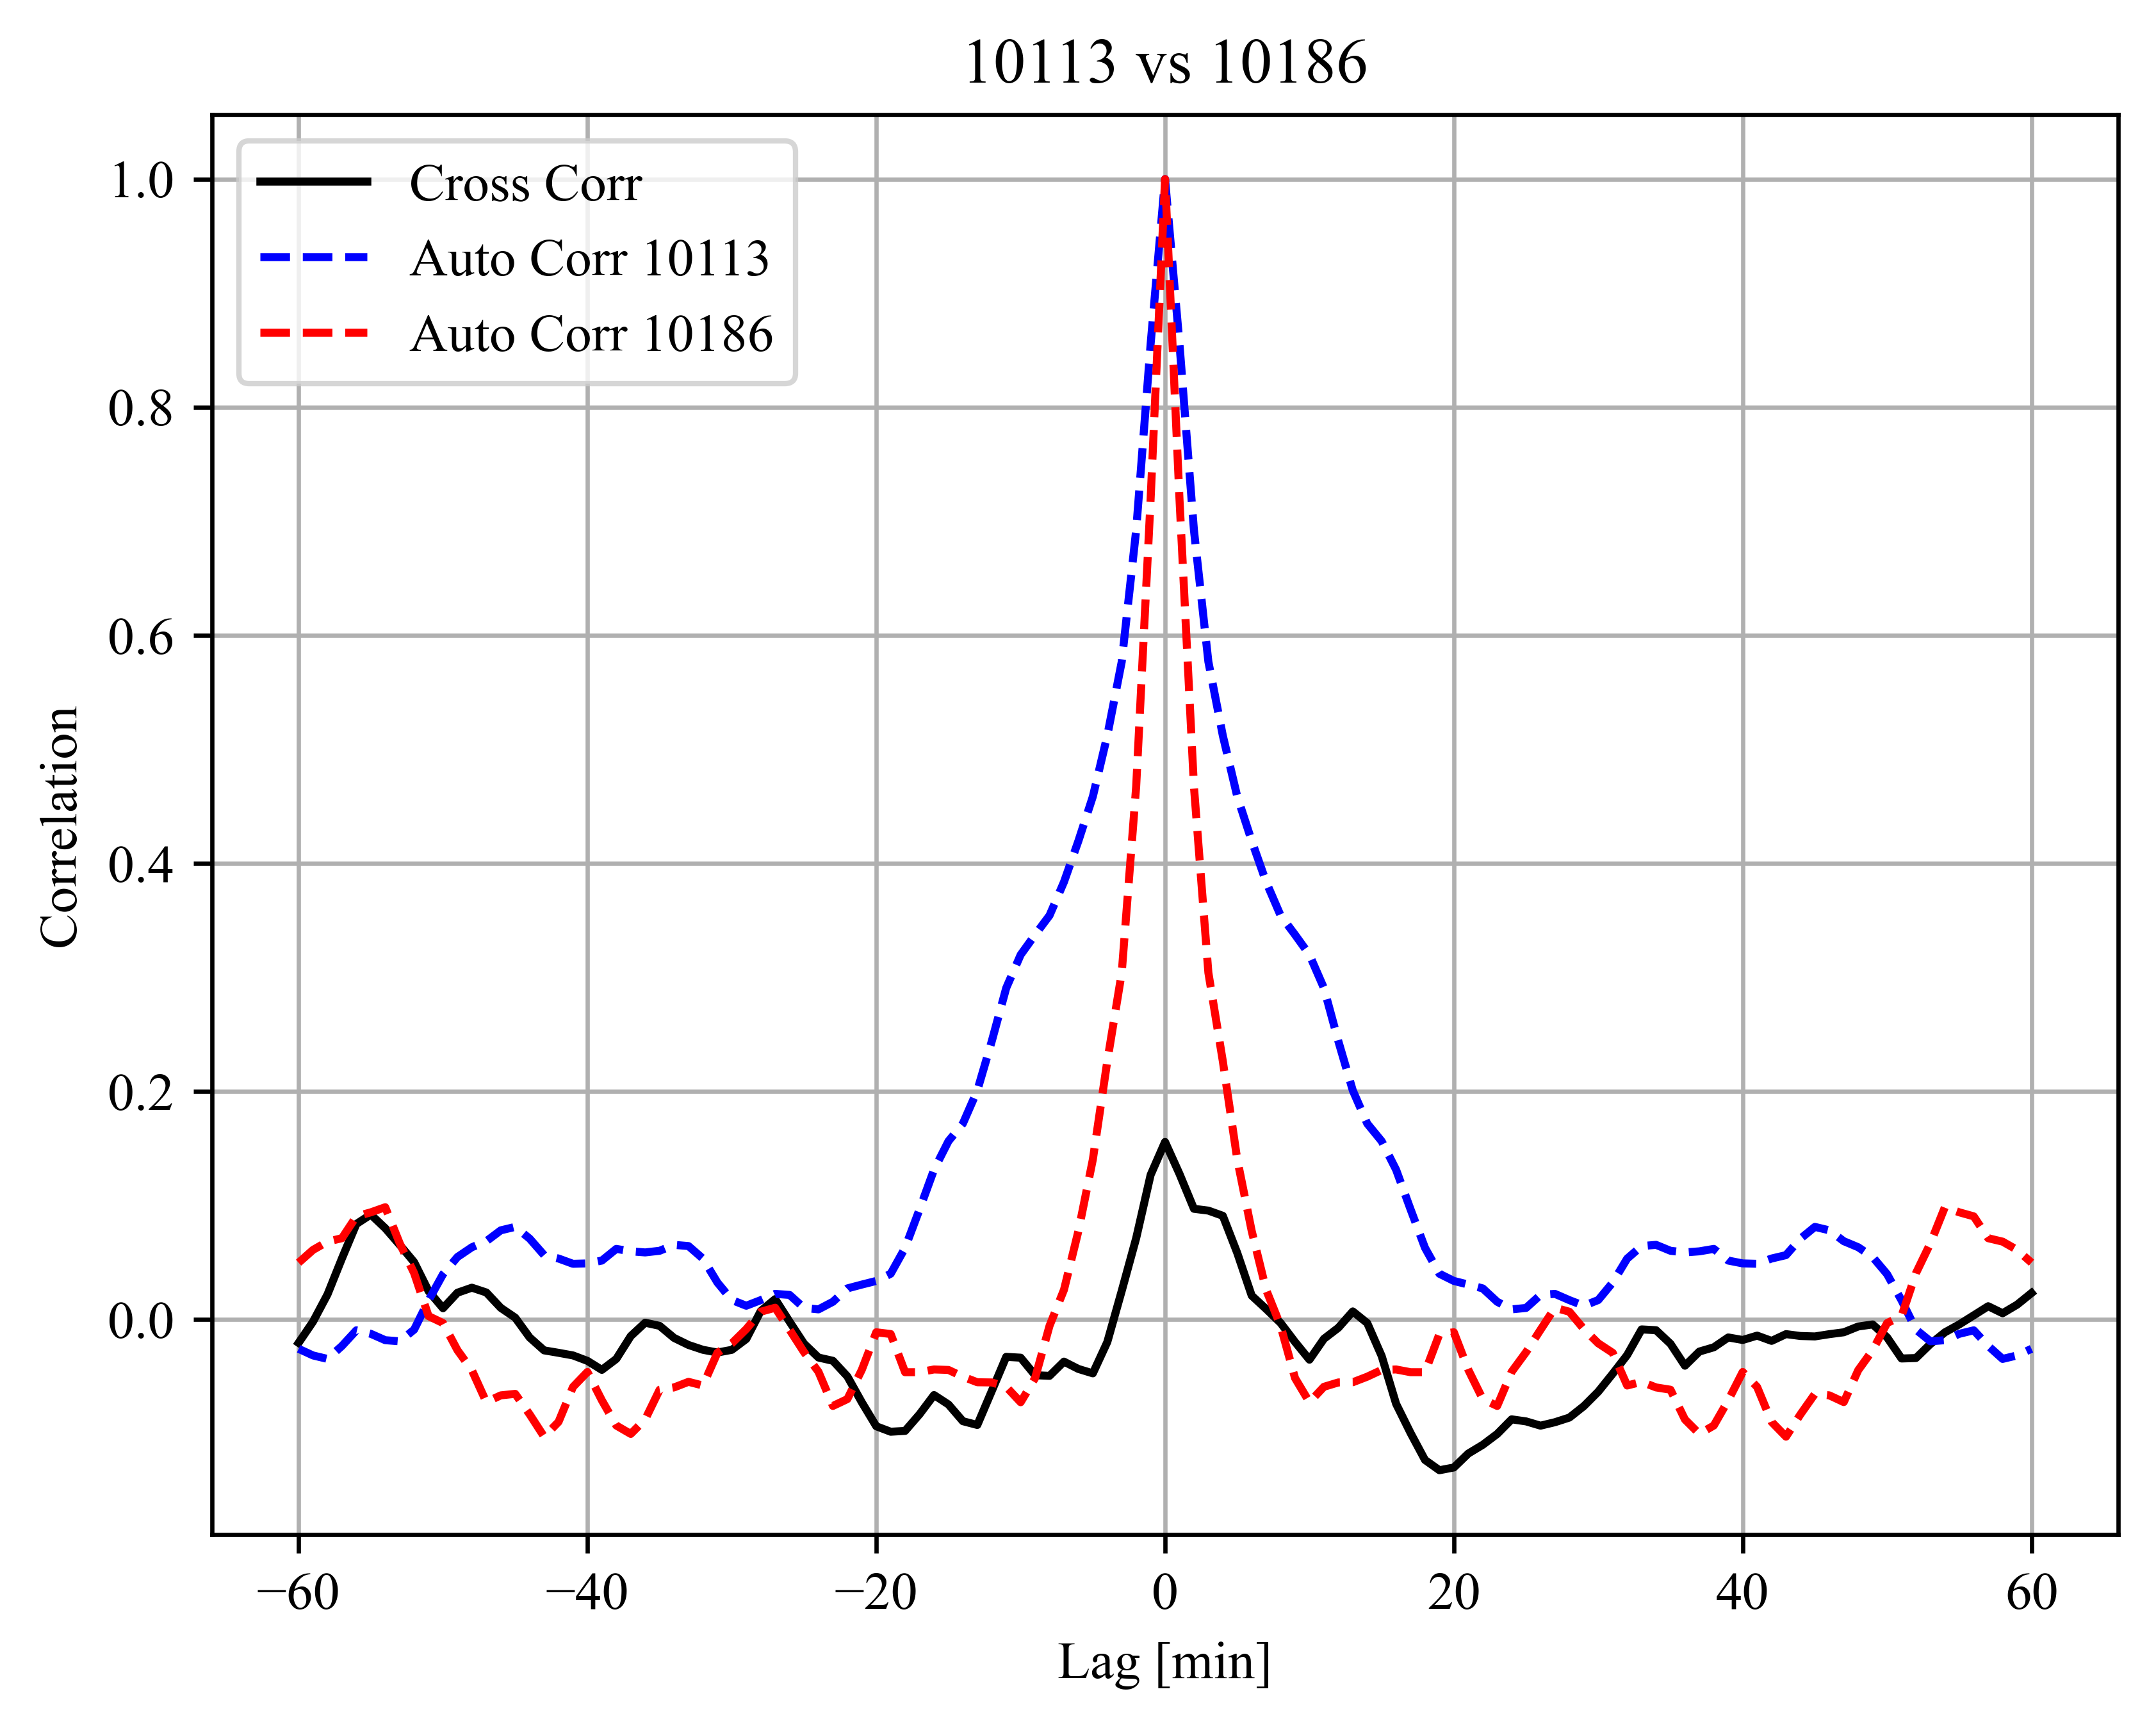 10113 vs 10186
Cross Corr
Auto Corr 10113
Auto Corr 10186
1.0
0.8
0.6
0.4
0.2
0.0
Correlation
−60 −40 −20 0 20 40 60
Lag [min]